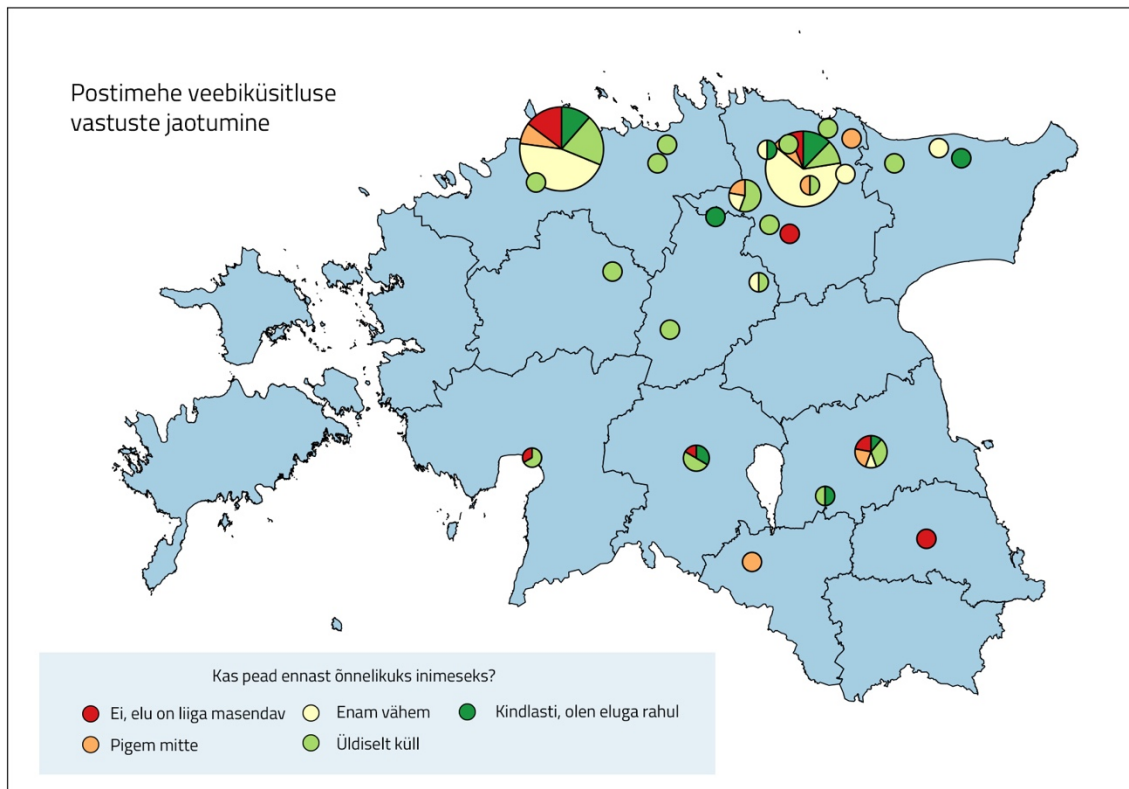 Postimehe veebiküsitluse
vastuste jaotumine
Kas pead ennast õnnelikuks inimeseks?
Ei, elu on liiga masendav
Enam vähem
Kindlasti, olen eluga rahul
Pigem mitte
Üldiselt küll